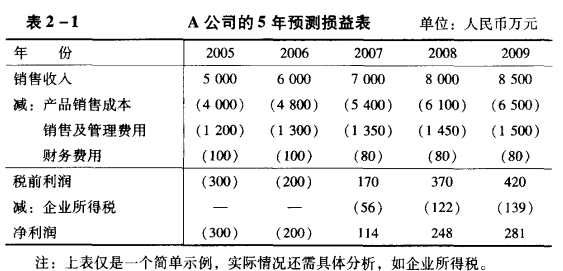 表 2-1 A 公司的 5 年预测损益表 单位：人民币万元
年 份 2005 2006 2007 2008 2009
销售收入 5 000 6 000 7 000 8 000 8 500
减：产品销售成本 (4 000) (4 800) (5 400) (6 100) (6 500)
销售及管理费用 (1 200) (1 300) (1 350) (1 450) (1 500)
财务费用 (100) (100) (80) (80) (80)
税前利润 (300) (200) 170 370 420
减：企业所得税 — — (56) (122) (139)
净利润 (300) (200) 114 248 281
注：上表仅是一个简单示例，实际情况还需具体分析，如企业所得税。